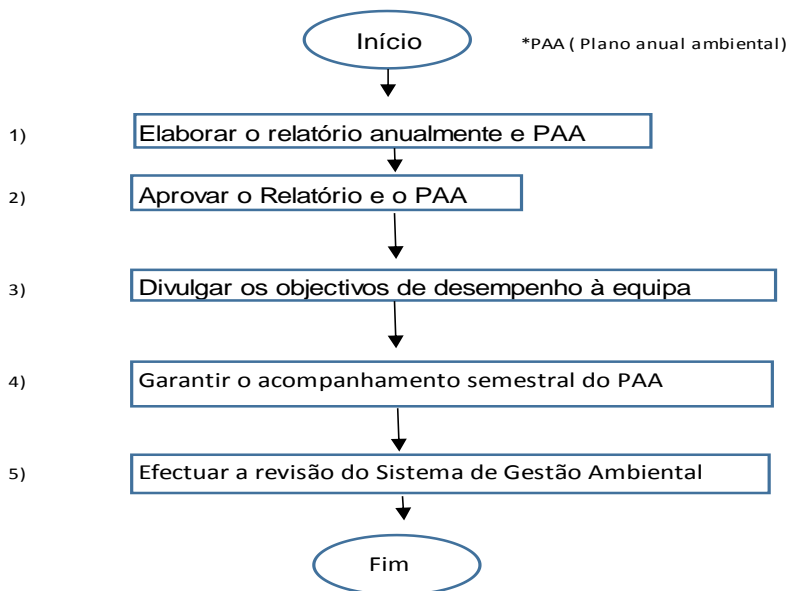 Início
*PAA ( Plano anual ambiental)
1)
Elaborar o relatório anualmente e PAA
2)
Aprovar o Relatório e o PAA
3)
Divulgar os objectivos de desempenho à equipa
4)
Garantir o acompanhamento semestral do PAA
5)
Efectuar a revisão do Sistema de Gestão Ambiental
Fim